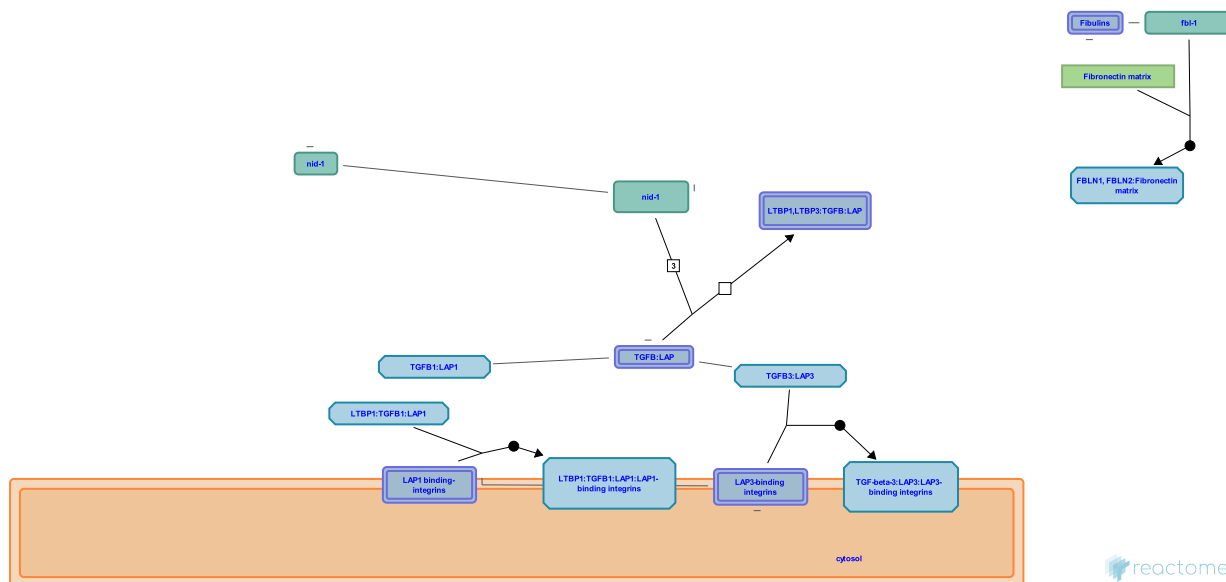 Fibulins
fbl-1
Fibronectin matrix
nid-1
FBLN1, FBLN2:Fibronectin
matrix
nid-1
LTBP1,LTBP3:TGFB:LAP
3
TGFB:LAP
TGFB1:LAP1
TGFB3:LAP3
LTBP1:TGFB1:LAP1
LAP1 binding-
integrins
LTBP1:TGFB1:LAP1:LAP1-
binding integrins
LAP3-binding
integrins
TGF-beta-3:LAP3:LAP3-
binding integrins
cytosol
reactome